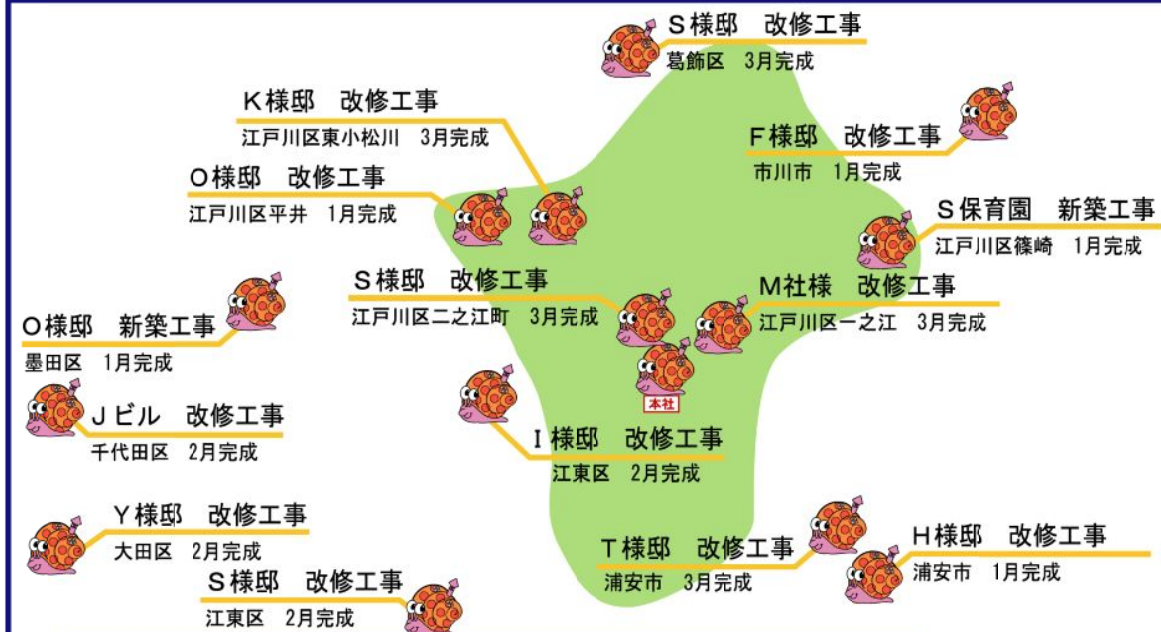 S様邸　改修工事
葛飾区　3月完成
K様邸　改修工事
江戸川区東小松川　3月完成
F様邸　改修工事
市川市　1月完成
O様邸　改修工事
江戸川区平井　1月完成
S保育園　新築工事
江戸川区篠崎　1月完成
S様邸　改修工事
江戸川区二之江町　3月完成
M社様　改修工事
江戸川区一之江　3月完成
O様邸　新築工事
墨田区　1月完成
本社
Jビル　改修工事
千代田区　2月完成
I様邸　改修工事
江東区　2月完成
Y様邸　改修工事
大田区　2月完成
T様邸　改修工事
浦安市　3月完成
H様邸　改修工事
浦安市　1月完成
S様邸　改修工事
江東区　2月完成